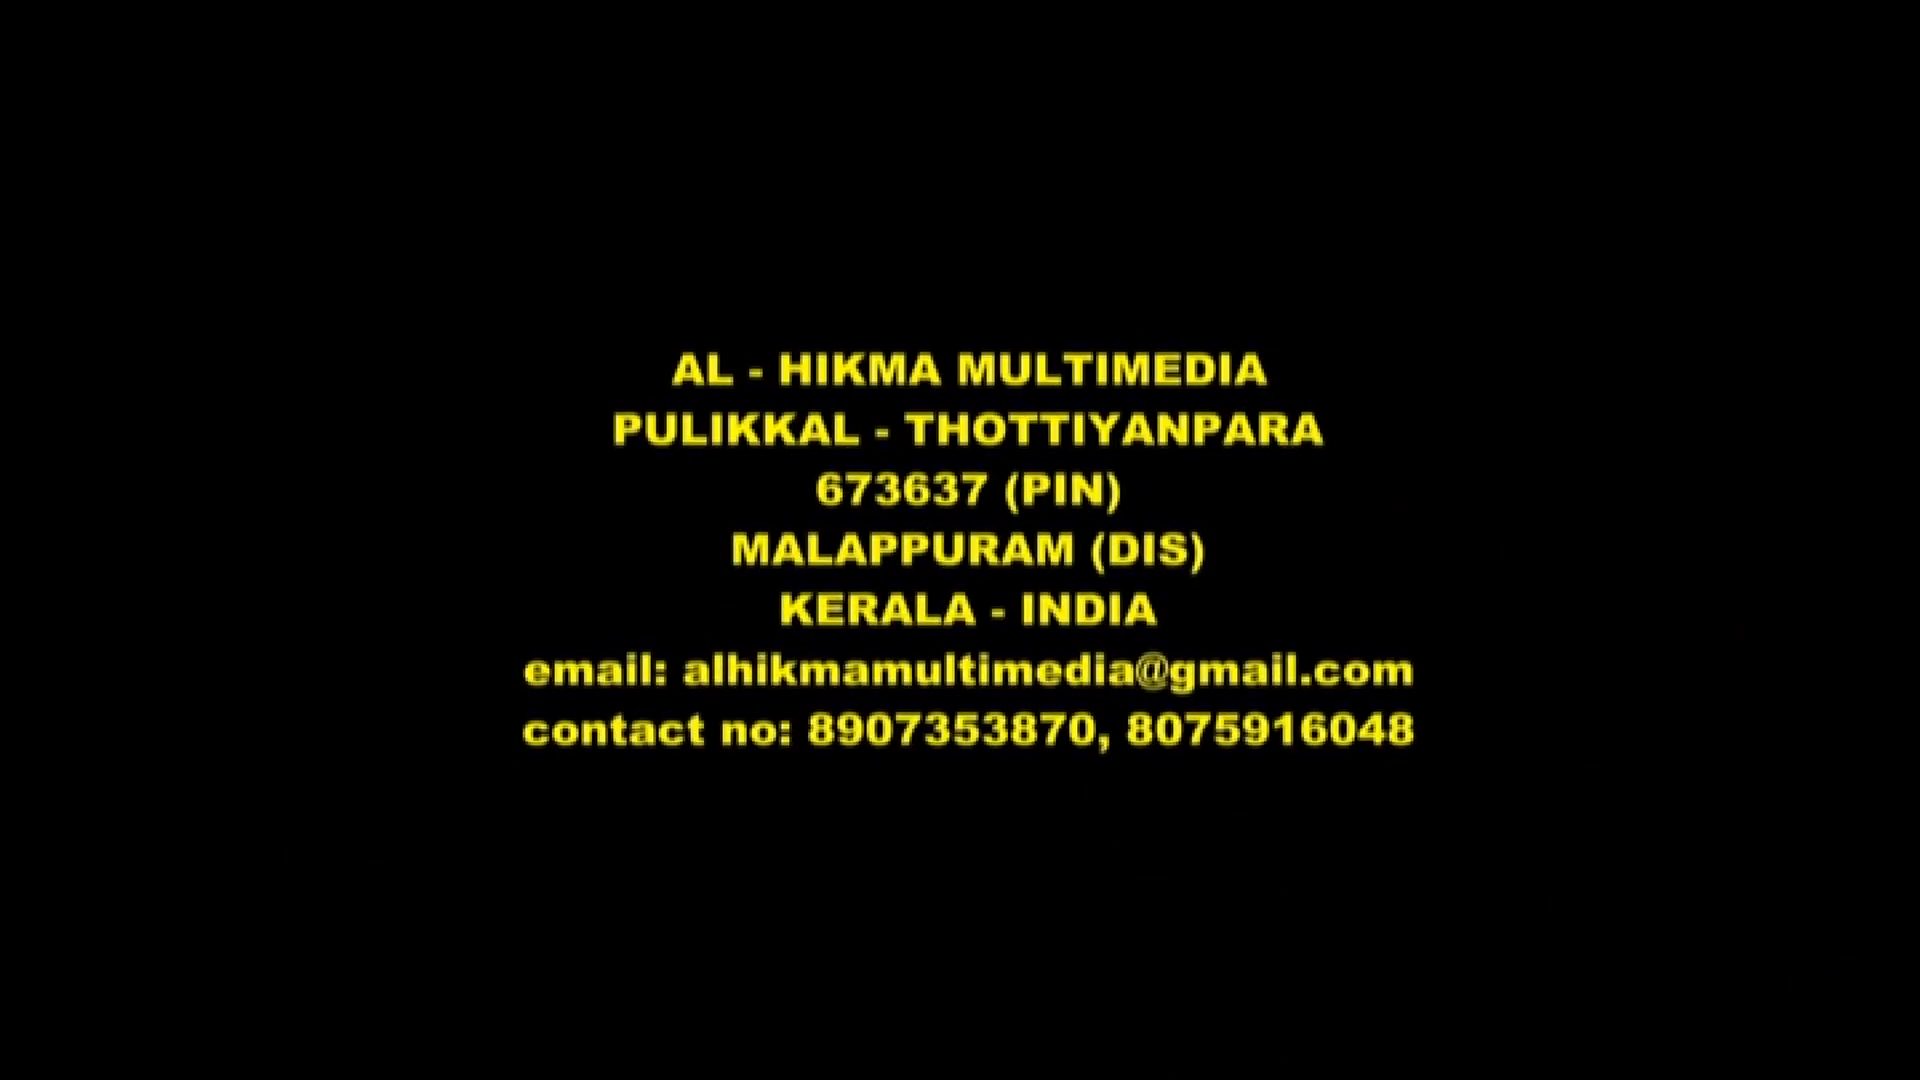 AL - HIKMA MULTIMEDIA
PULIKKAL - THOTTIYANPARA
673637 (PIN)
MALAPPURAM (DIS)
KERALA - INDIA
email: alhikmamultimedia@gmail.com
contact no: 8907353870, 8075916048